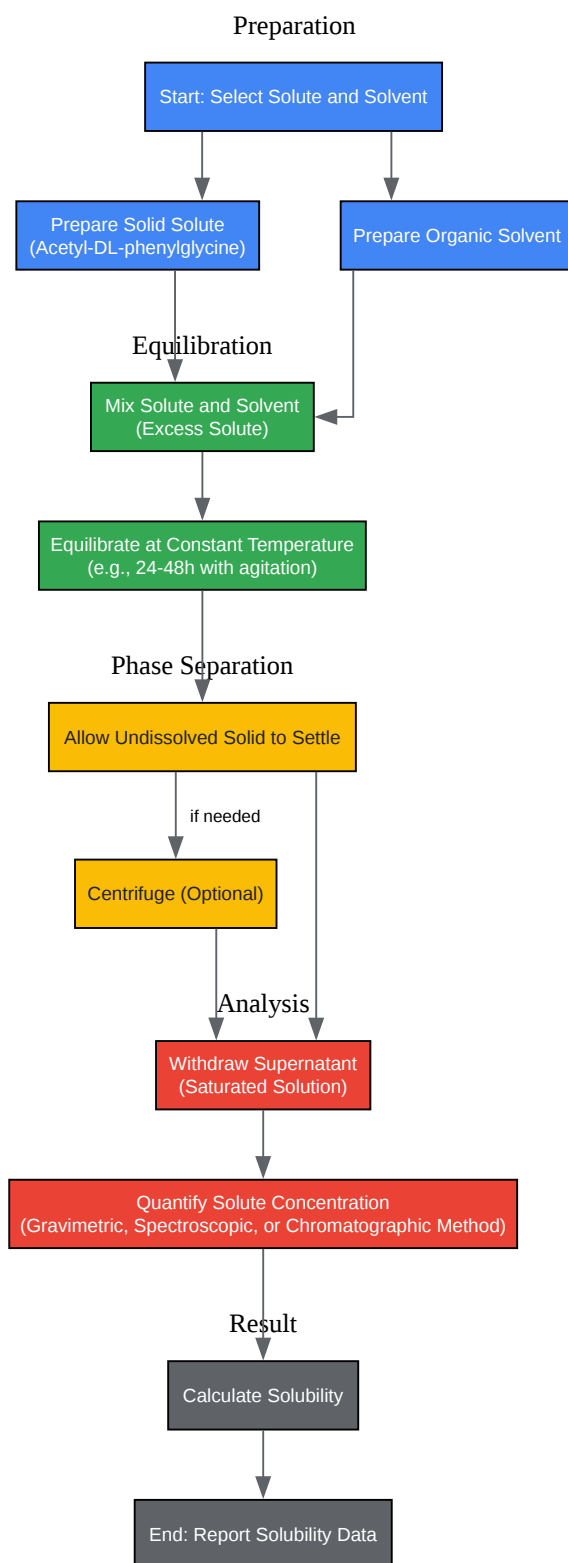 Preparation
Start: Select Solute and Solvent
Prepare Solid Solute
(Acetyl-DL-phenylglycine)
Prepare Organic Solvent
Equilibration
Mix Solute and Solvent
(Excess Solute)
Equilibrate at Constant Temperature
(e.g., 24-48h with agitation)
Phase Separation
Allow Undissolved Solid to Settle
if needed
Centrifuge (Optional)
Analysis
Withdraw Supernatant
(Saturated Solution)
Quantify Solute Concentration
(Gravimetric, Spectroscopic, or Chromatographic Method)
Result
Calculate Solubility
End: Report Solubility Data